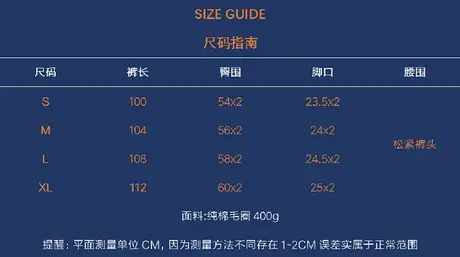 SIZE GUIDE
尺码指南
尺码 裤长 臀围 脚口 腰围
S 100 54x2 23.5x2
M 104 56x2 24x2
松紧裤头
L 108 58x2 24.5x2
XL 112 60x2 25x2
面料:纯棉毛圈 400g
提醒: 平面测量单位 CM, 因为测量方法不同存在 1-2CM 误差实属于正常范围